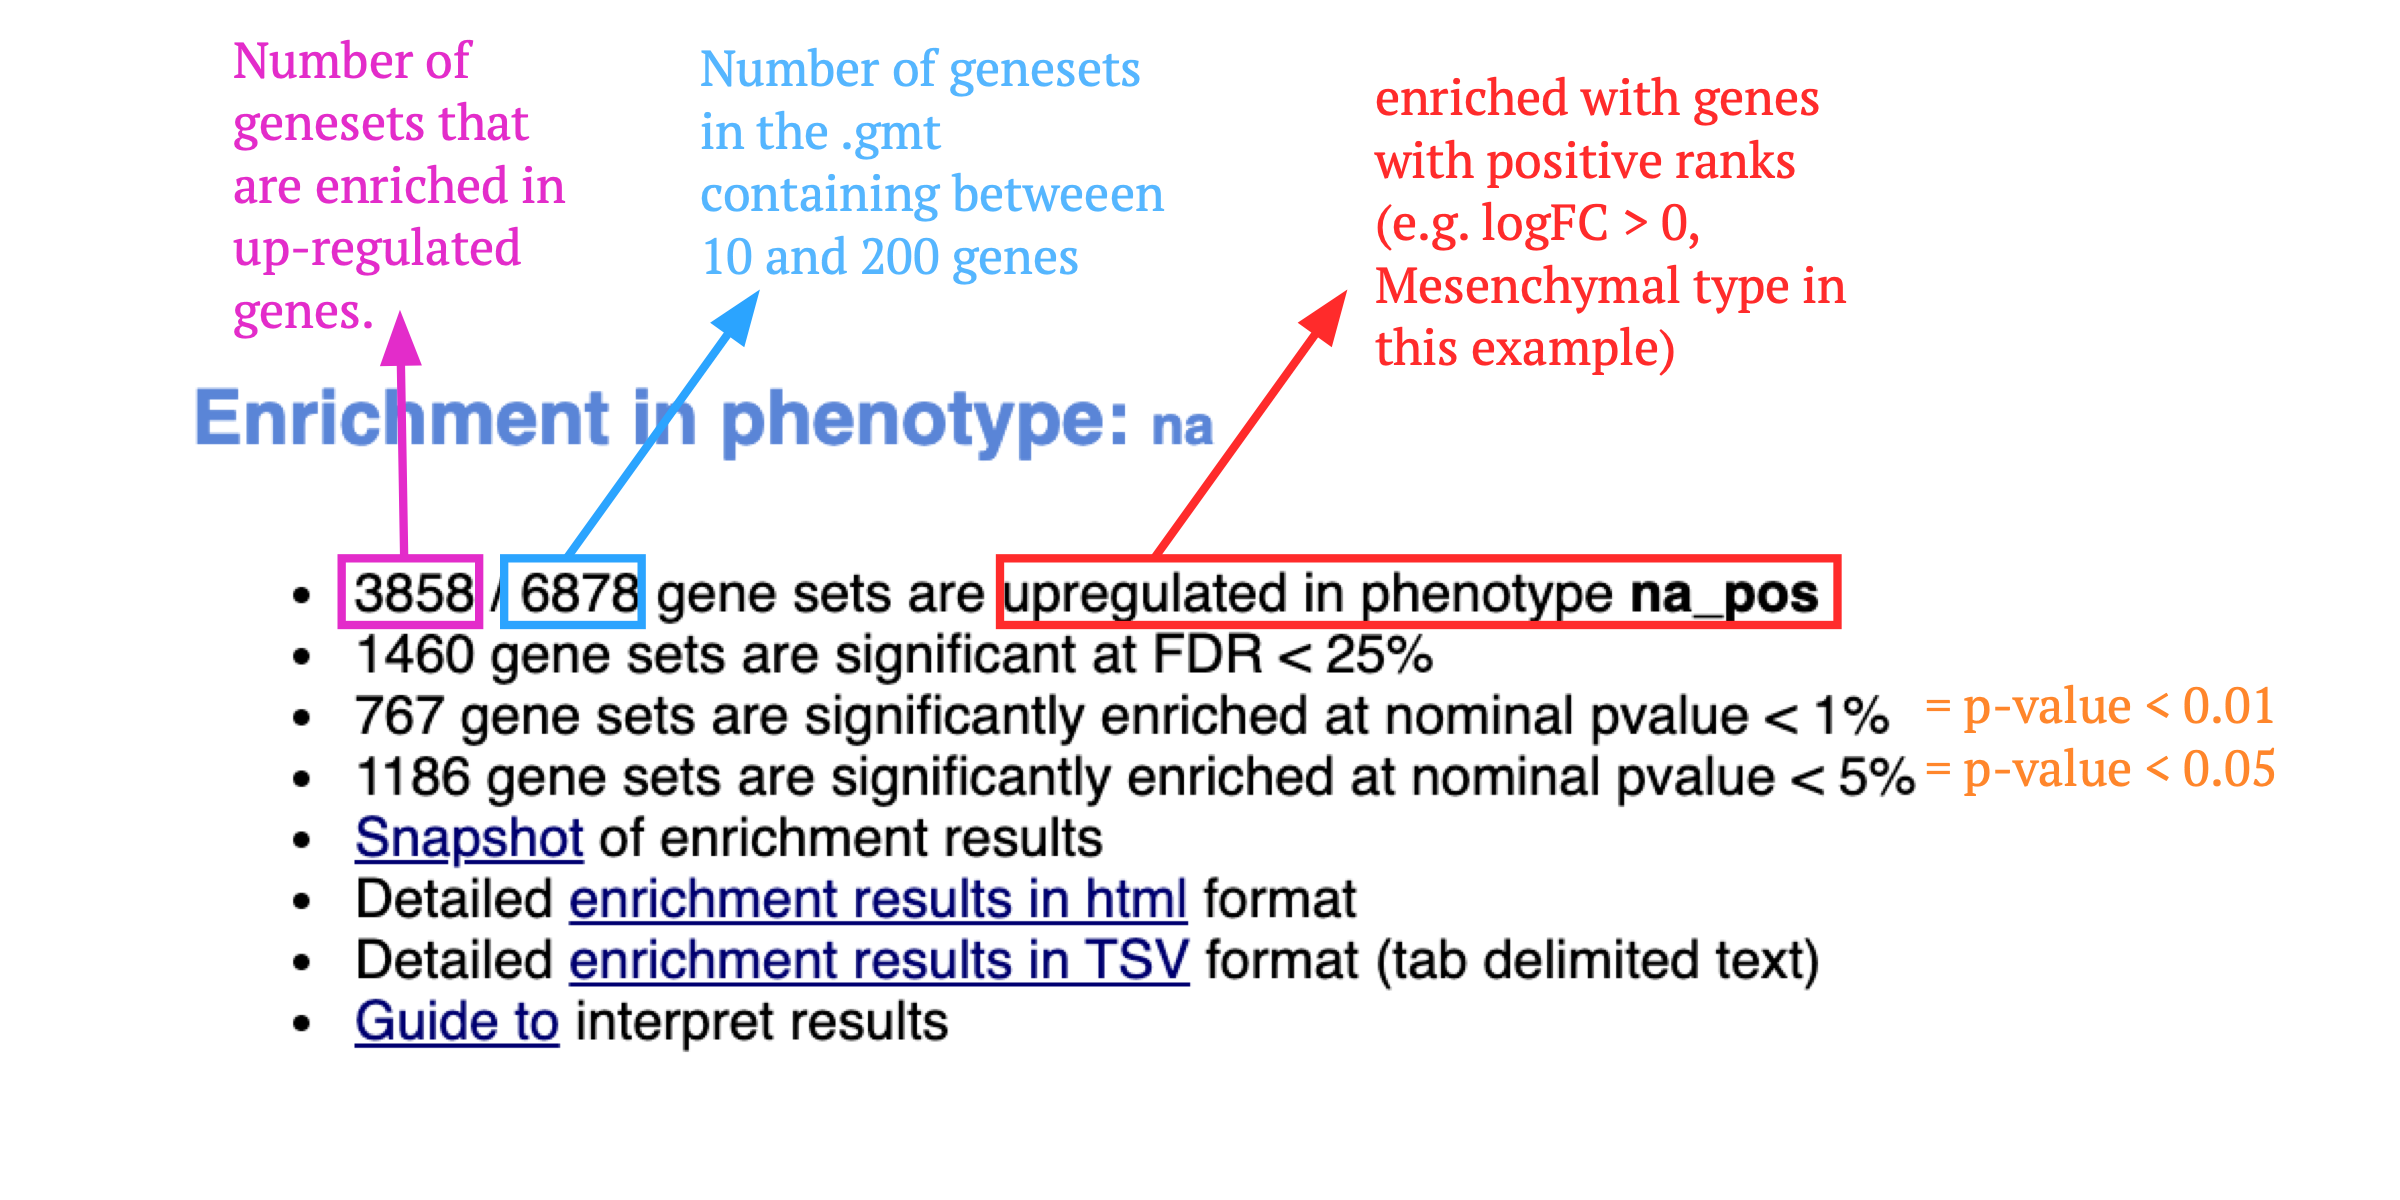 Number of
genesets that
are enriched in
up-regulated
genes.
Number of genesets
in the .gmt
containing betweeen
10 and 200 genes
enriched with genes
with positive ranks
(e.g. logFC > 0,
Mesenchymal type in
this example)
Enrichment in phenotype: na
• 3858 / 6878 gene sets are upregulated in phenotype na_pos
• 1460 gene sets are significant at FDR < 25%
• 767 gene sets are significantly enriched at nominal pvalue < 1% = p-value < 0.01
• 1186 gene sets are significantly enriched at nominal pvalue < 5% = p-value < 0.05
• Snapshot of enrichment results
• Detailed enrichment results in html format
• Detailed enrichment results in TSV format (tab delimited text)
• Guide to interpret results